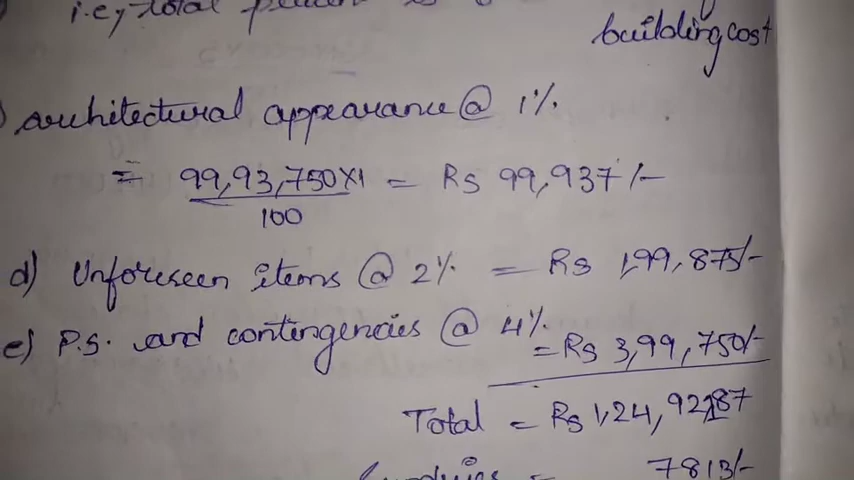 i.e, total
building cost
) architectural appearance @ 1%.
= 99,93,750×1 = Rs 99,937/-
100
d) Unforeseen items @ 2%. = Rs 1,99,875/-
e) P.S. and contingencies @ 4%.
= Rs 3,99,750/-
Total = Rs 1,24,92,187
= 7813/-